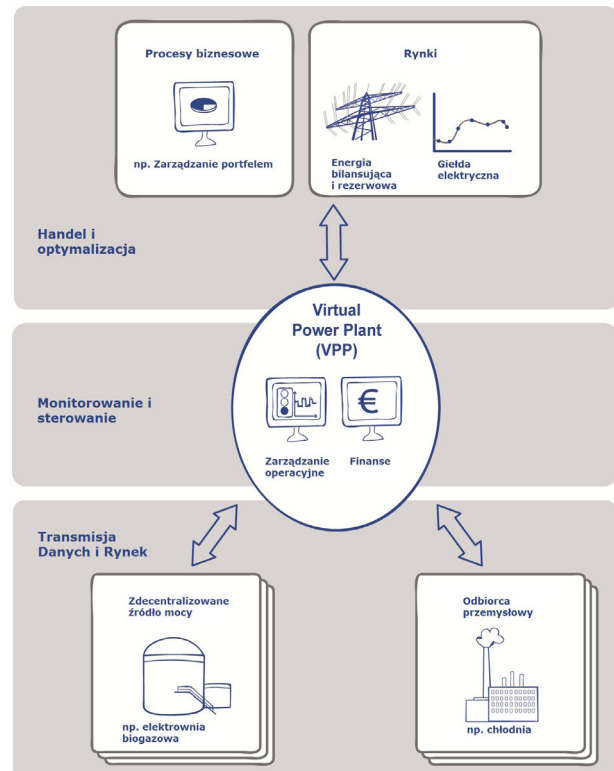 Procesy biznesowe
np. Zarządzanie portfelem
Rynki
Energia
bilansująca
i rezerwowa
Giełda
elektryczna
Handel i
optymalizacja
Virtual
Power Plant
(VPP)
Monitorowanie i
sterowanie
€
Zarządzanie
operacyjne
Finanse
Transmisja
Danych i Rynek
Zdecentralizowane
źródło mocy
np. elektrownia
biogazowa
Odbiorca
przemysłowy
np. chłodnia